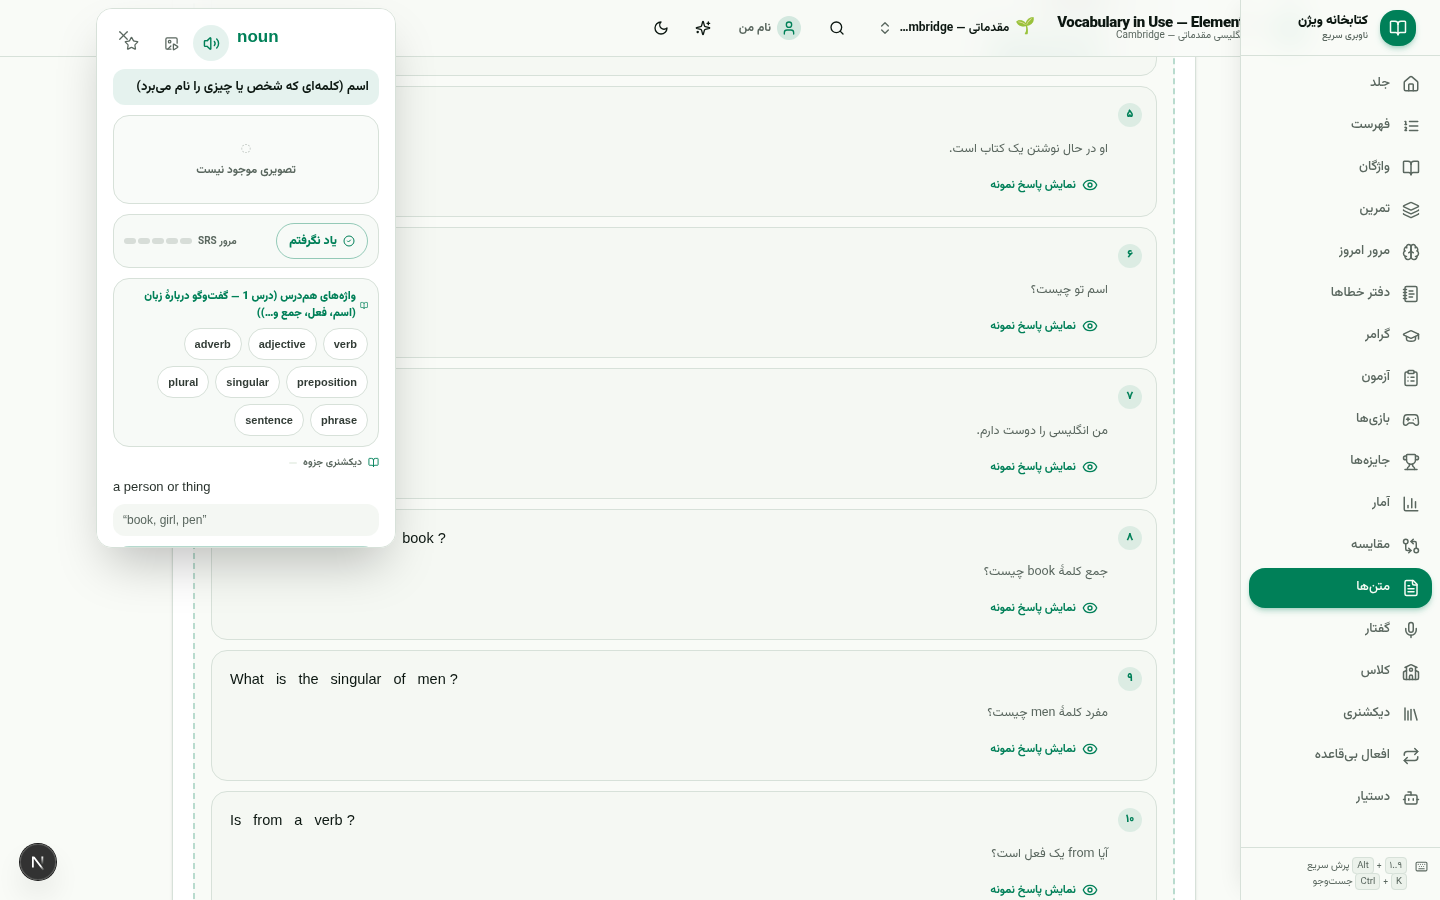 کتابخانه ویژن
ناوبری سریع
جلد
فهرست
واژگان
تمرین
مرور امروز
دفتر خطاها
گرامر
آزمون
بازی‌ها
جایزه‌ها
آمار
مقایسه
متن‌ها
گفتار
کلاس
دیکشنری
افعال بی‌قاعده
دستیار
۱..۹ + Alt پرش سریع
K + Ctrl جست‌وجو
Vocabulary in Use — Element
گلیسی مقدماتی — Cambridge
مقدماتی — mbridge...
نام من
noun
اسم (کلمه‌ای که شخص یا چیزی را نام می‌برد)
تصویری موجود نیست
یاد نگرفتم
مرور SRS
واژه‌های هم‌درس (درس 1 — گفت‌وگو دربارهٔ زبان
(اسم، فعل، جمع و…))
verb adjective adverb
preposition singular plural
phrase sentence
دیکشنری جزوه —
a person or thing
“book, girl, pen”
۵
او در حال نوشتن یک کتاب است.
نمایش پاسخ نمونه
۶
اسم تو چیست؟
نمایش پاسخ نمونه
۷
من انگلیسی را دوست دارم.
نمایش پاسخ نمونه
۸
book ?
جمع کلمهٔ book چیست؟
نمایش پاسخ نمونه
۹
What is the singular of men ?
مفرد کلمهٔ men چیست؟
نمایش پاسخ نمونه
۱۰
Is from a verb ?
آیا from یک فعل است؟
نمایش پاسخ نمونه
N